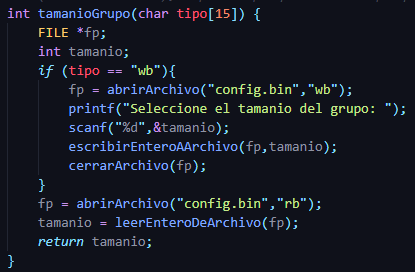 int tamanioGrupo(char tipo[15]) {
    FILE *fp;
    int tamanio;
    if (tipo == "wb"){
        fp = abrirArchivo("config.bin","wb");
        printf("Seleccione el tamanio del grupo: ");
        scanf("%d",&tamanio);
        escribirEnteroAArchivo(fp,tamanio);
        cerrarArchivo(fp);
    }
    fp = abrirArchivo("config.bin","rb");
    tamanio = leerEnteroDeArchivo(fp);
    return tamanio;
}